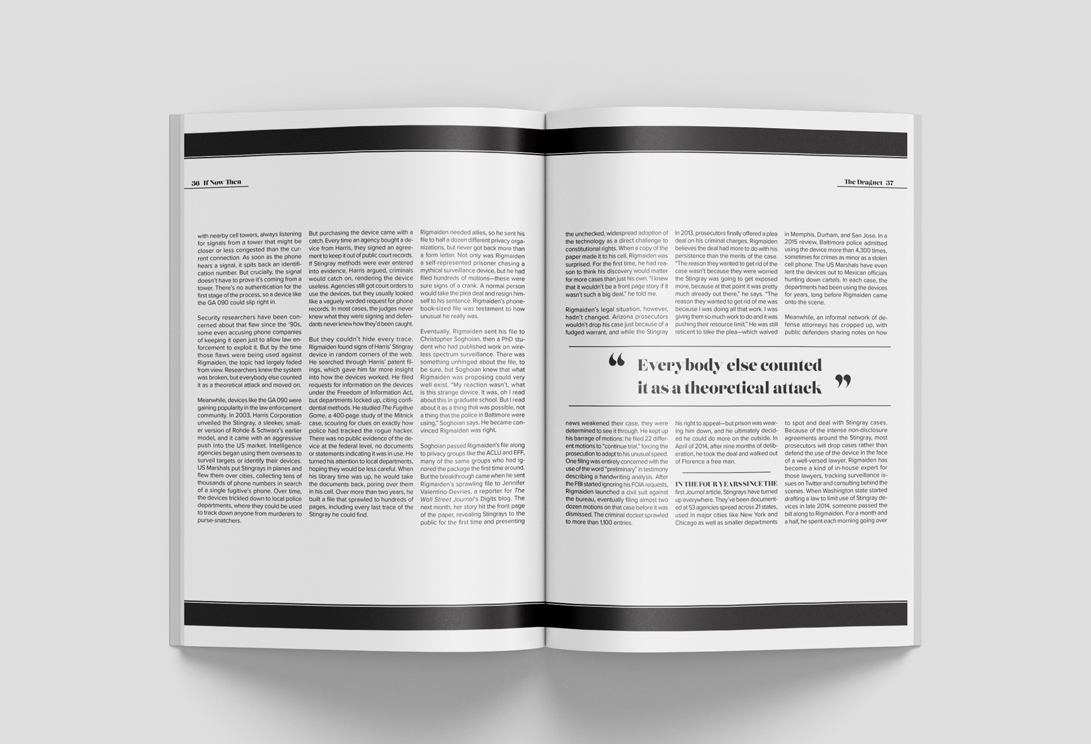 36 If Now Then
with nearby cell towers, always listening
for signals from a tower that might be
closer or less congested than the cur-
rent connection. As soon as the phone
hears a signal, it spits back an identifi-
cation number. But crucially, the signal
doesn't have to prove it's coming from a
tower. There's no authentication for the
first stage of the process, so a device like
the GA 090 could slip right in.
Security researchers have been con-
cerned about that flaw since the '90s,
some even accusing phone companies
of keeping it open just to allow law en-
forcement to exploit it. But by the time
those flaws were being used against
Rigmaiden, the topic had largely faded
from view. Researchers knew the system
was broken, but everybody else counted
it as a theoretical attack and moved on.
Meanwhile, devices like the GA 090 were
gaining popularity in the law enforcement
community. In 2003, Harris Corporation
unveiled the Stingray, a sleeker, small-
er version of Rohde & Schwarz's earlier
model, and it came with an aggressive
push into the US market. Intelligence
agencies began using them overseas to
surveil targets or identify their devices.
US Marshals put Stingrays in planes and
flew them over cities, collecting tens of
thousands of phone numbers in search
of a single fugitive's phone. Over time,
the devices trickled down to local police
departments, where they could be used
to track down anyone from murderers to
purse-snatchers.
But purchasing the device came with a
catch. Every time an agency bought a de-
vice from Harris, they signed an agree-
ment to keep it out of public court records.
If Stingray methods were ever entered
into evidence, Harris argued, criminals
would catch on, rendering the device
useless. Agencies still got court orders to
use the devices, but they usually looked
like a vaguely worded request for phone
records. In most cases, the judges never
knew what they were signing and defen-
dants never knew how they'd been caught.
But they couldn't hide every trace.
Rigmaiden found signs of Harris' Stingray
device in random corners of the web.
He searched through Harris' patent fil-
ings, which gave him far more insight
into how the devices worked. He filed
requests for information on the devices
under the Freedom of Information Act,
but departments locked up, citing confi-
dential methods. He studied The Fugitive
Game, a 400-page study of the Mitnick
case, scouring for clues on exactly how
police had tracked the rogue hacker.
There was no public evidence of the de-
vice at the federal level, no documents
or statements indicating it was in use. He
turned his attention to local departments,
hoping they would be less careful. When
his library time was up, he would take
the documents back, poring over them
in his cell. Over more than two years, he
built a file that sprawled to hundreds of
pages, including every last trace of the
Stingray he could find.
Rigmaiden needed allies, so he sent his
file to half a dozen different privacy orga-
nizations, but never got back more than
a form letter. Not only was Rigmaiden
a self-represented prisoner chasing a
mythical surveillance device, but he had
filed hundreds of motions—these were
sure signs of a crank. A normal person
would take the plea deal and resign him-
self to his sentence. Rigmaiden's phone-
book-sized file was testament to how
unusual he really was.
Eventually, Rigmaiden sent his file to
Christopher Soghoian, then a PhD stu-
dent who had published work on wire-
less spectrum surveillance. There was
something unhinged about the file, to
be sure, but Soghoian knew that what
Rigmaiden was proposing could very
well exist. "My reaction wasn't, what
is this strange device. It was, oh I read
about this in graduate school. But I read
about it as a thing that was possible, not
a thing that the police in Baltimore were
using," Soghoian says. He became con-
vinced Rigmaiden was right.
Soghoian passed Rigmaiden's file along
to privacy groups like the ACLU and EFF,
many of the same groups who had ig-
nored the package the first time around.
But the breakthrough came when he sent
Rigmaiden's sprawling file to Jennifer
Valentino-Devries, a reporter for The
Wall Street Journal's Digits blog. The
next month, her story hit the front page
of the paper, revealing Stingrays to the
public for the first time and presenting
The Dragnet 37
the unchecked, widespread adoption of
the technology as a direct challenge to
constitutional rights. When a copy of the
paper made it to his cell, Rigmaiden was
surprised. For the first time, he had rea-
son to think his discovery would matter
for more cases than just his own. "I knew
that it wouldn't be a front page story if it
wasn't such a big deal," he told me.
Rigmaiden's legal situation, however,
hadn't changed. Arizona prosecutors
wouldn't drop his case just because of a
fudged warrant, and while the Stingray
In 2013, prosecutors finally offered a plea
deal on his criminal charges. Rigmaiden
believes the deal had more to do with his
persistence than the merits of the case.
"The reason they wanted to get rid of the
case wasn't because they were worried
the Stingray was going to get exposed
more, because at that point it was pretty
much already out there," he says. "The
reason they wanted to get rid of me was
because I was doing all that work. I was
giving them so much work to do and it was
pushing their resource limit." He was still
reticent to take the plea—which waived
in Memphis, Durham, and San Jose. In a
2015 review, Baltimore police admitted
using the device more than 4,300 times,
sometimes for crimes as minor as a stolen
cell phone. The US Marshals have even
lent the devices out to Mexican officials
hunting down cartels. In each case, the
departments had been using the devices
for years, long before Rigmaiden came
onto the scene.
Meanwhile, an informal network of de-
fense attorneys has cropped up, with
public defenders sharing notes on how
“ Everybody else counted
it as a theoretical attack ”
news weakened their case, they were
determined to see it through. He kept up
his barrage of motions: he filed 22 differ-
ent motions to "continue trial," forcing the
prosecution to adapt to his unusual speed.
One filing was entirely concerned with the
use of the word "preliminary" in testimony
describing a handwriting analysis. After
the FBI started ignoring his FOIA requests,
Rigmaiden launched a civil suit against
the bureau, eventually filing almost two
dozen motions on that case before it was
dismissed. The criminal docket sprawled
to more than 1,100 entries.
his right to appeal—but prison was wear-
ing him down, and he ultimately decid-
ed he could do more on the outside. In
April of 2014, after nine months of delib-
eration, he took the deal and walked out
of Florence a free man.
IN THE FOUR YEARS SINCE THE
first Journal article, Stingrays have turned
up everywhere. They've been document-
ed at 53 agencies spread across 21 states,
used in major cities like New York and
Chicago as well as smaller departments
to spot and deal with Stingray cases.
Because of the intense non-disclosure
agreements around the Stingray, most
prosecutors will drop cases rather than
defend the use of the device in the face
of a well-versed lawyer. Rigmaiden has
become a kind of in-house expert for
those lawyers, tracking surveillance is-
sues on Twitter and consulting behind the
scenes. When Washington state started
drafting a law to limit use of Stingray de-
vices in late 2014, someone passed the
bill along to Rigmaiden. For a month and
a half, he spent each morning going over